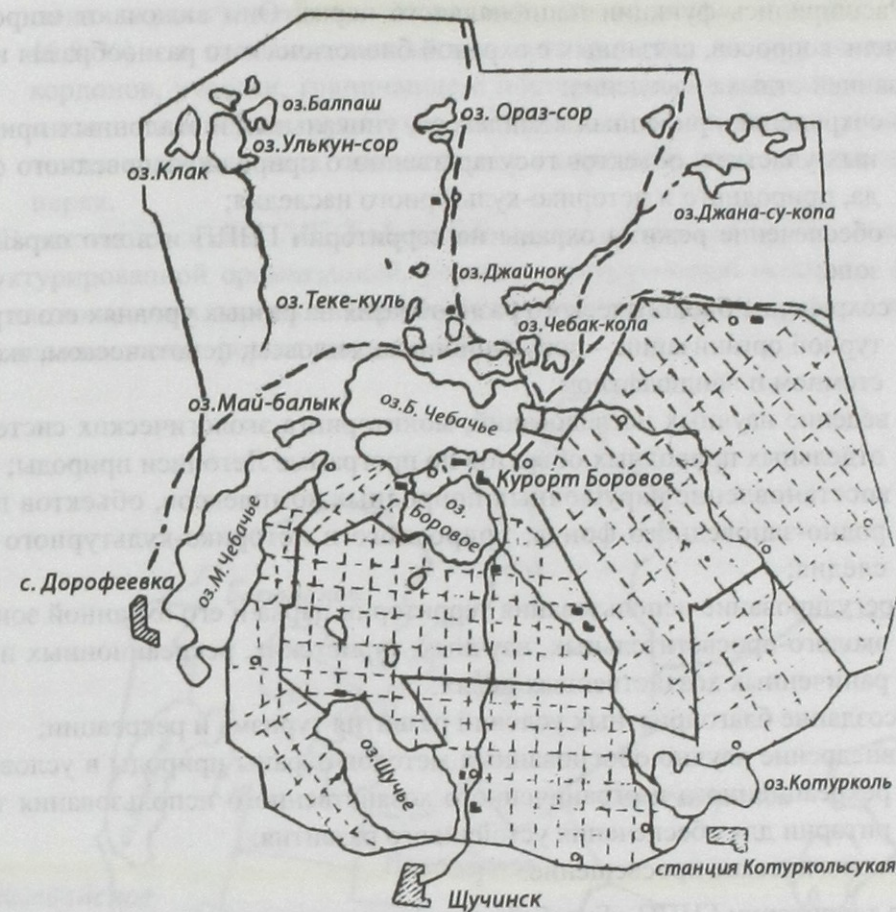 оз.Балпаш
оз. Ораз-сор
оз.Улькун-сор
оз.Клак
оз.Джана-су-копа
оз.Джайнок
оз.Теке-куль
оз.Чебак-копа
оз.Май-балык
оз.Б. Чебачье
Курорт Боровое
оз.
Боровое
оз.М.Чебачье
с. Дорофеевка
оз.Щучье
оз.Котурколь
станция Котуркольсукая
Щучинск